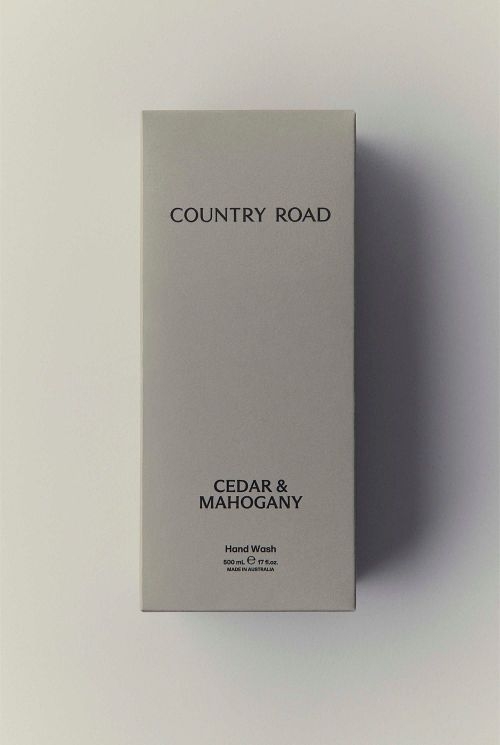 COUNTRY ROAD
CEDAR &
MAHOGANY
Hand Wash
500 mL ℮ 17 fl.oz.
MADE IN AUSTRALIA